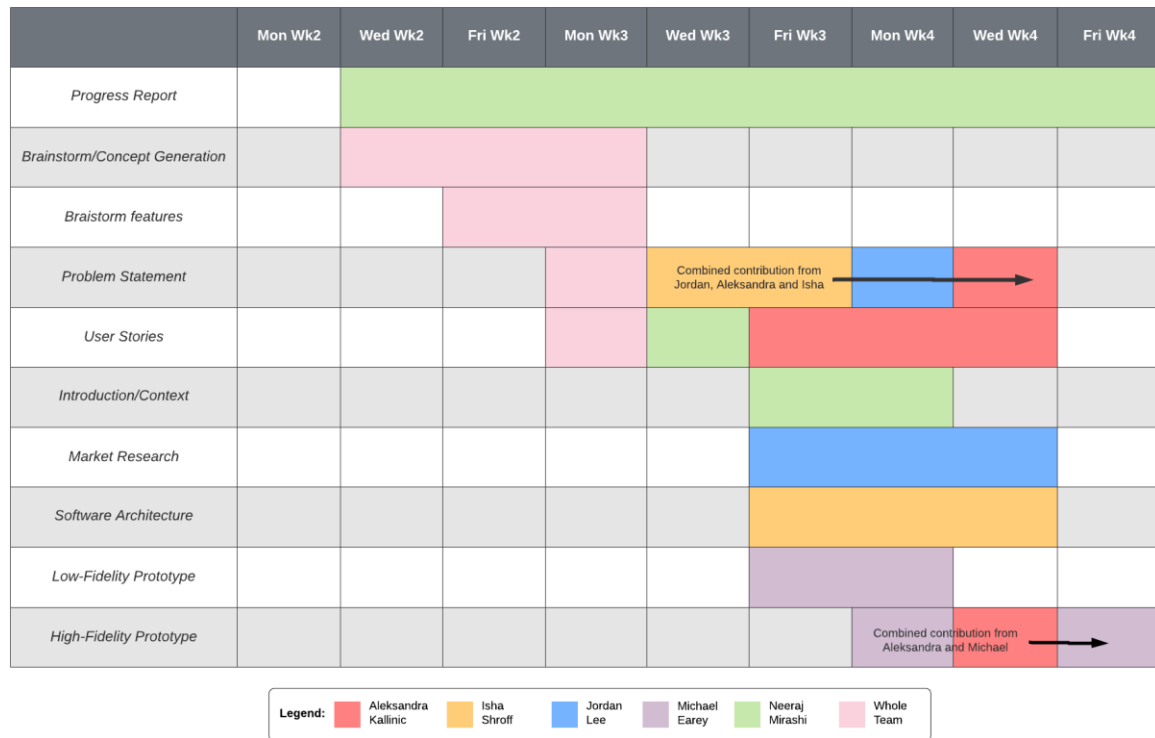 Mon Wk2 Wed Wk2 Fri Wk2 Mon Wk3 Wed Wk3 Fri Wk3 Mon Wk4 Wed Wk4 Fri Wk4
Progress Report
Brainstorm/Concept Generation
Braistorm features
Problem Statement
Combined contribution from
Jordan, Aleksandra and Isha
User Stories
Introduction/Context
Market Research
Software Architecture
Low-Fidelity Prototype
High-Fidelity Prototype
Combined contribution from
Aleksandra and Michael
Legend:
Aleksandra
Kallinic
Isha
Shroff
Jordan
Lee
Michael
Earey
Neeraj
Mirashi
Whole
Team